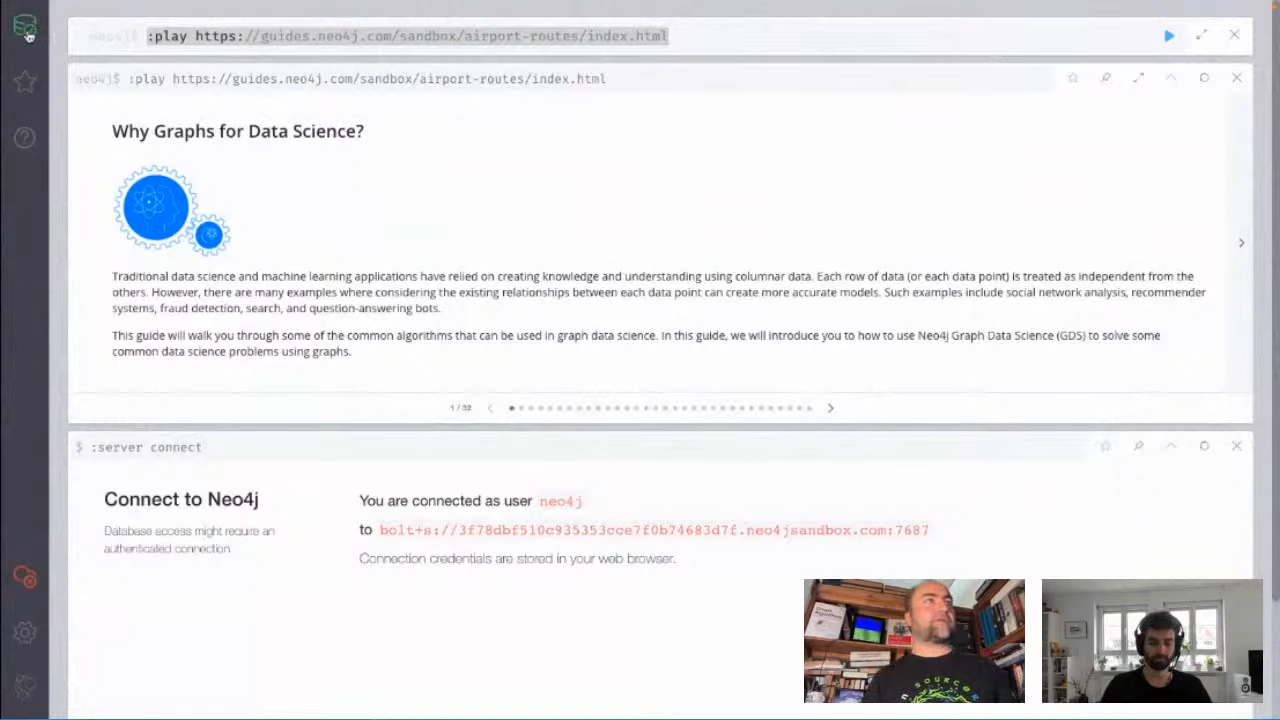 neo4j$ :play https://guides.neo4j.com/sandbox/airport-routes/index.html
neo4j$ :play https://guides.neo4j.com/sandbox/airport-routes/index.html
Why Graphs for Data Science?
Traditional data science and machine learning applications have relied on creating knowledge and understanding using columnar data. Each row of data (or each data point) is treated as independent from the
others. However, there are many examples where considering the existing relationships between each data point can create more accurate models. Such examples include social network analysis, recommender
systems, fraud detection, search, and question-answering bots.
This guide will walk you through some of the common algorithms that can be used in graph data science. In this guide, we will introduce you to how to use Neo4j Graph Data Science (GDS) to solve some
common data science problems using graphs.
1 / 32
$ :server connect
Connect to Neo4j
Database access might require an
authenticated connection
You are connected as user neo4j
to bolt+s://3f78dbf510c935353cce7f0b74683d7f.neo4jsandbox.com:7687
Connection credentials are stored in your web browser.
Graph
Algorithms